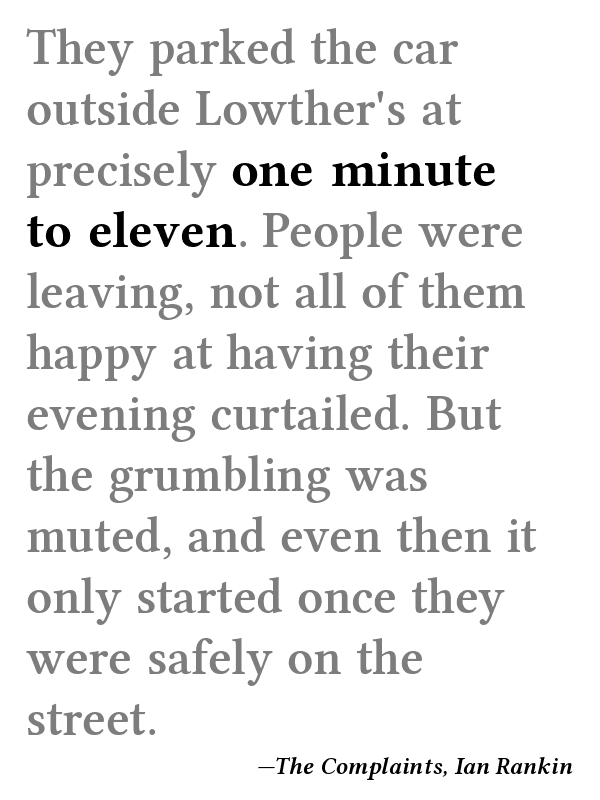 They parked the car
outside Lowther's at
precisely one minute
to eleven. People were
leaving, not all of them
happy at having their
evening curtailed. But
the grumbling was
muted, and even then it
only started once they
were safely on the
street.
—The Complaints, Ian Rankin